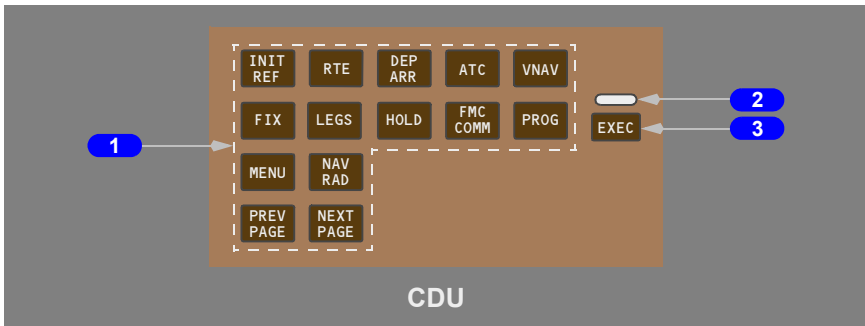 INIT REF
RTE
DEP ARR
ATC
VNAV
2
FIX
LEGS
HOLD
FMC COMM
PROG
EXEC
3
1
MENU
NAV RAD
PREV PAGE
NEXT PAGE
CDU